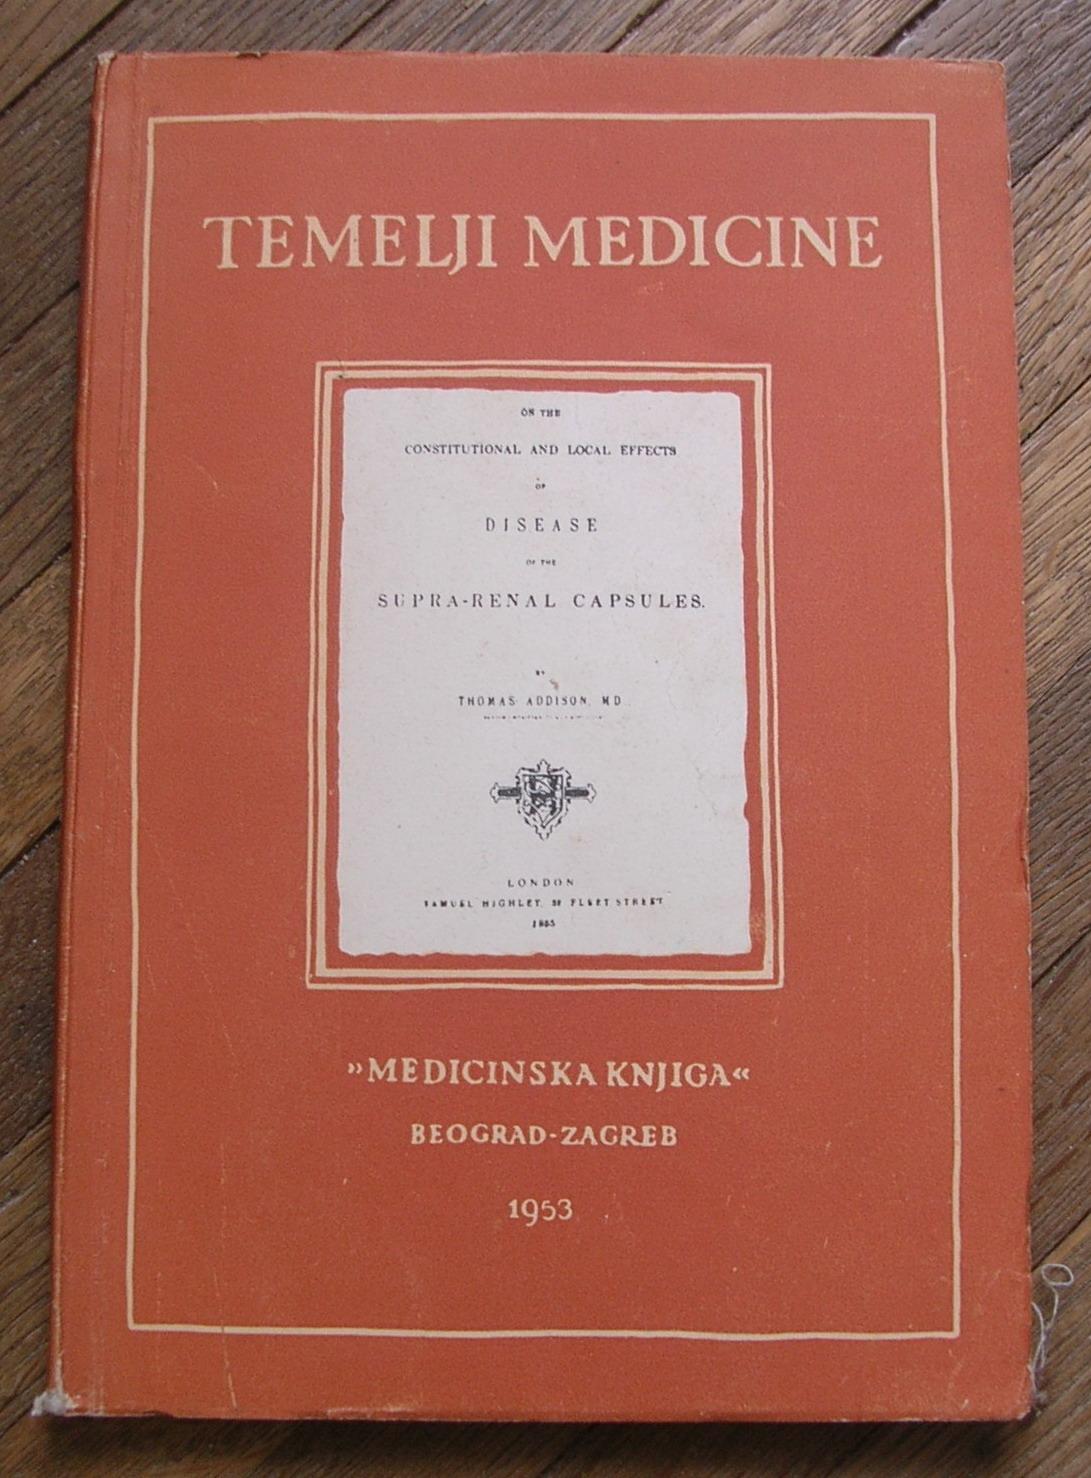 TEMELJI MEDICINE
ON THE
CONSTITUTIONAL AND LOCAL EFFECTS
OF
DISEASE
OF THE
SUPRA-RENAL CAPSULES.
BY
THOMAS ADDISON, M.D.
LONDON
SAMUEL HIGHLEY, 32 FLEET STREET
1855
»MEDICINSKA KNJIGA«
BEOGRAD-ZAGREB
1953